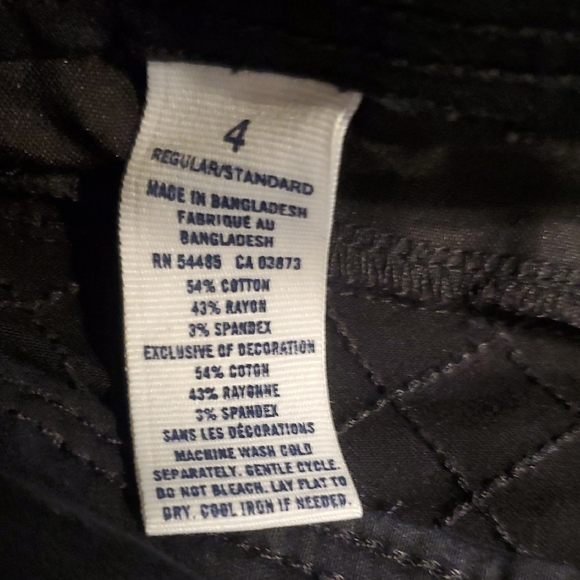 4
REGULAR/STANDARD
MADE IN BANGLADESH
FABRIQUÉ AU
BANGLADESH
RN 54485 CA 03873
54% COTTON
43% RAYON
3% SPANDEX
EXCLUSIVE OF DECORATION
54% COTON
43% RAYONNE
3% SPANDEX
SANS LES DÉCORATIONS
MACHINE WASH COLD
SEPARATELY. GENTLE CYCLE.
DO NOT BLEACH. LAY FLAT TO
DRY. COOL IRON IF NEEDED.